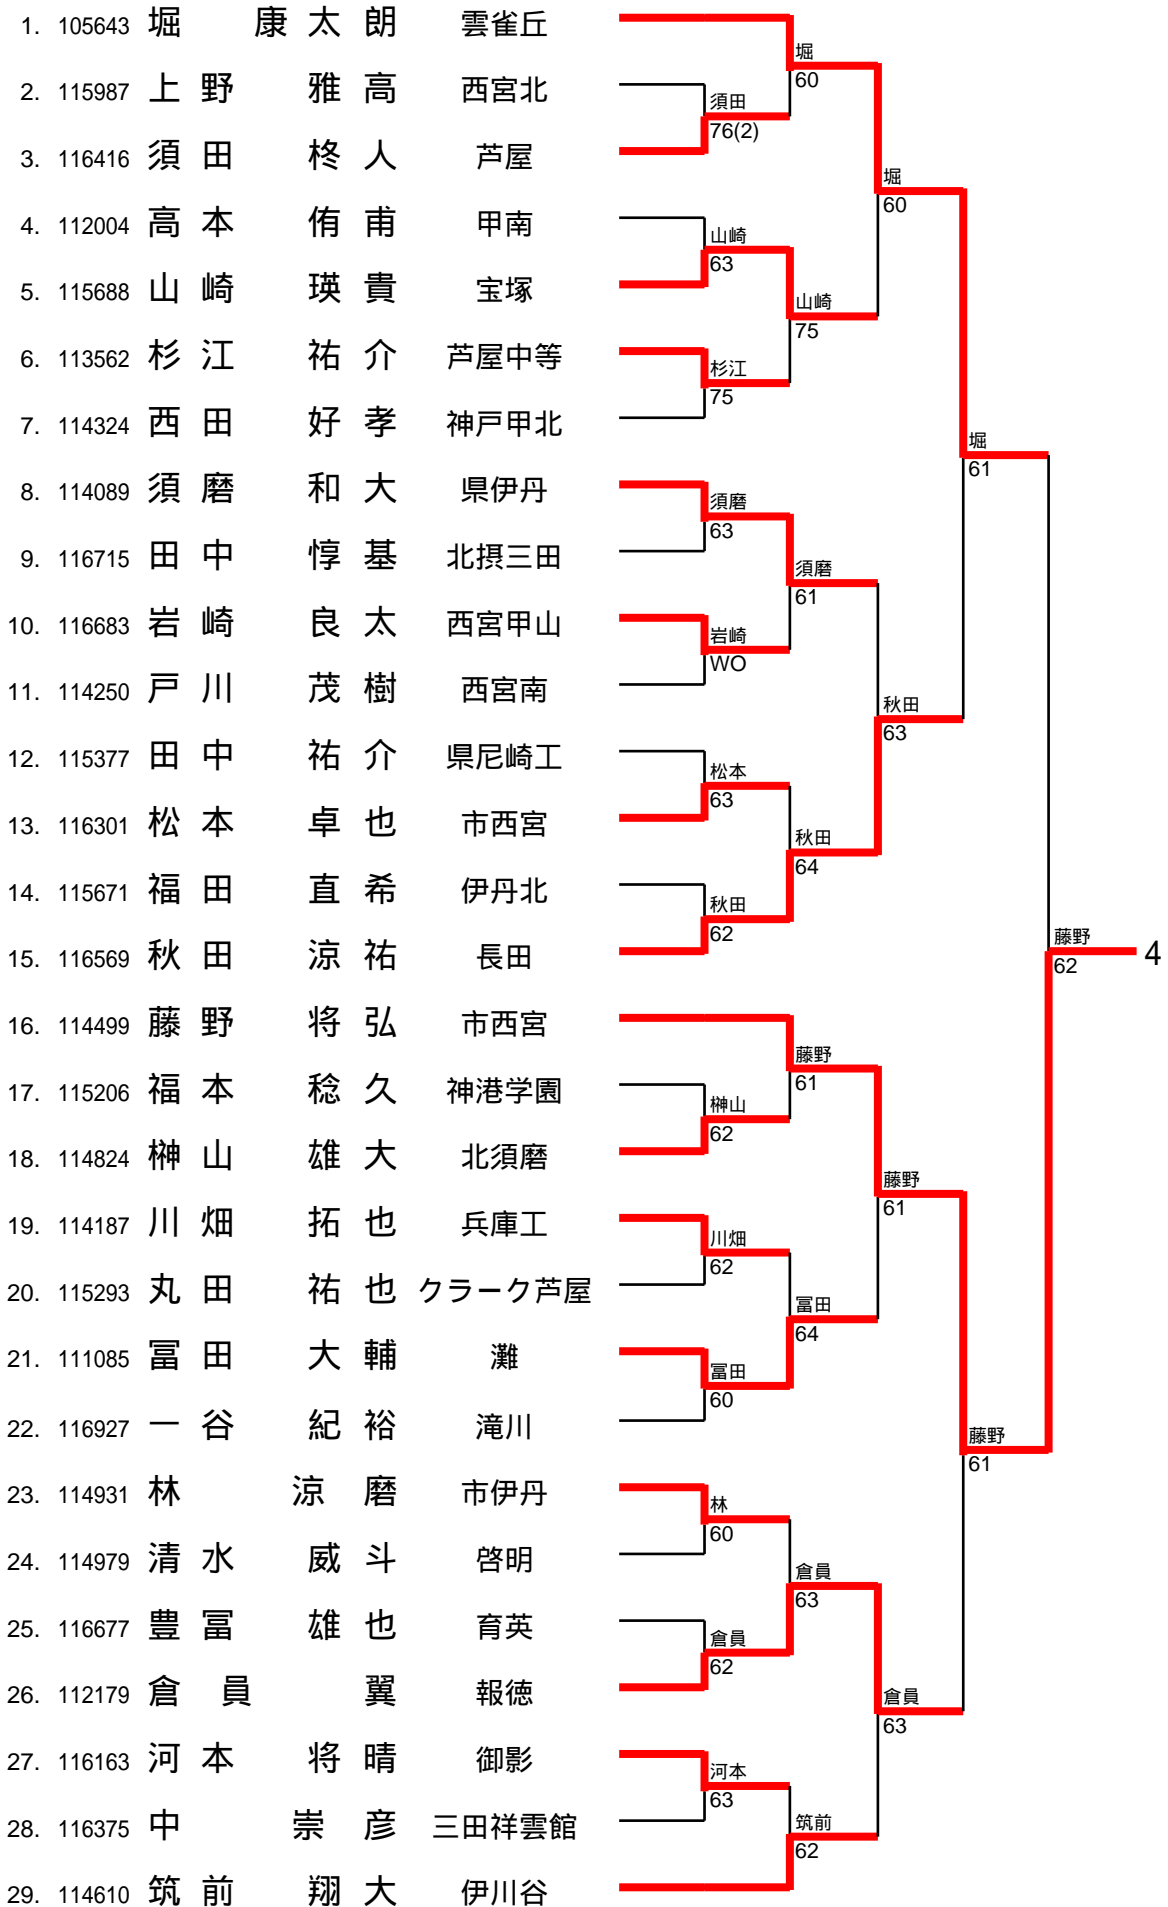 1. 105643 堀 康太朗 雲雀丘
2. 115987 上野 雅高 西宮北
3. 116416 須田 柊人 芦屋
4. 112004 高本 侑甫 甲南
5. 115688 山崎 瑛貴 宝塚
6. 113562 杉江 祐介 芦屋中等
7. 114324 西田 好孝 神戸甲北
8. 114089 須磨 和大 県伊丹
9. 116715 田中 惇基 北摂三田
10. 116683 岩崎 良太 西宮甲山
11. 114250 戸川 茂樹 西宮南
12. 115377 田中 祐介 県尼崎工
13. 116301 松本 卓也 市西宮
14. 115671 福田 直希 伊丹北
15. 116569 秋田 涼祐 長田
16. 114499 藤野 将弘 市西宮
17. 115206 福本 稔久 神港学園
18. 114824 榊山 雄大 北須磨
19. 114187 川畑 拓也 兵庫工
20. 115293 丸田 祐也 クラーク芦屋
21. 111085 冨田 大輔 灘
22. 116927 一谷 紀裕 滝川
23. 114931 林 涼磨 市伊丹
24. 114979 清水 威斗 啓明
25. 116677 豊冨 雄也 育英
26. 112179 倉員 翼 報徳
27. 116163 河本 将晴 御影
28. 116375 中 崇彦 三田祥雲館
29. 114610 筑前 翔大 伊川谷
須田
76(2)
山崎
63
杉江
75
須磨
63
岩崎
WO
松本
63
秋田
62
榊山
62
川畑
62
冨田
60
林
60
倉員
62
河本
63
堀
60
山崎
75
須磨
61
秋田
64
藤野
61
冨田
64
倉員
63
筑前
62
堀
60
秋田
63
藤野
61
倉員
63
堀
61
藤野
61
藤野
62
4